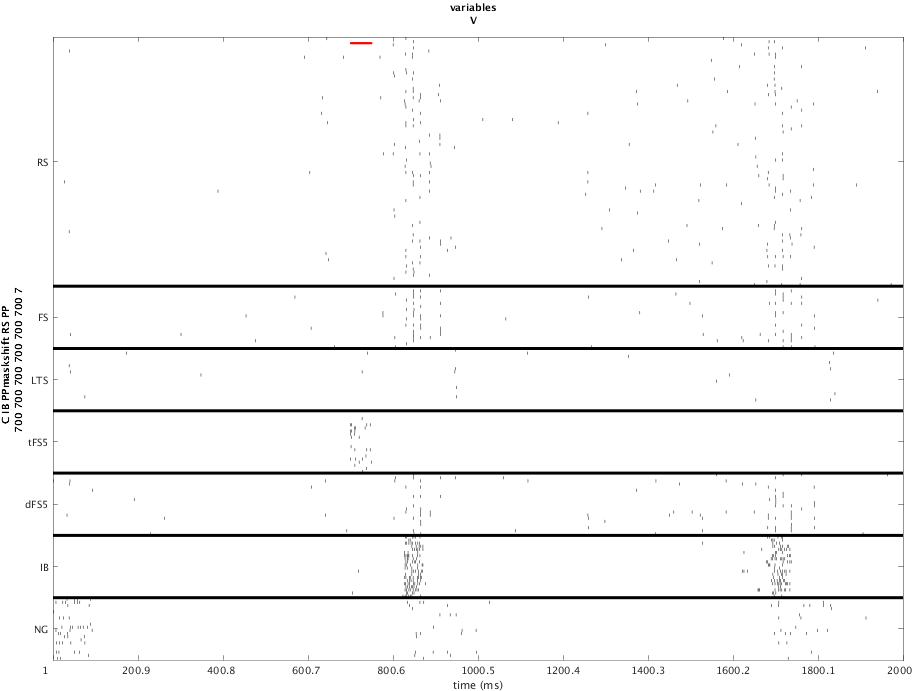 variables
V
C IB PPmaskshift RS PP
700 700 700 700 700 700 7
RS
FS
LTS
tFS5
dFS5
IB
NG
1 200.9 400.8 600.7 800.6 1000.5 1200.4 1400.3 1600.2 1800.1 2000
time (ms)